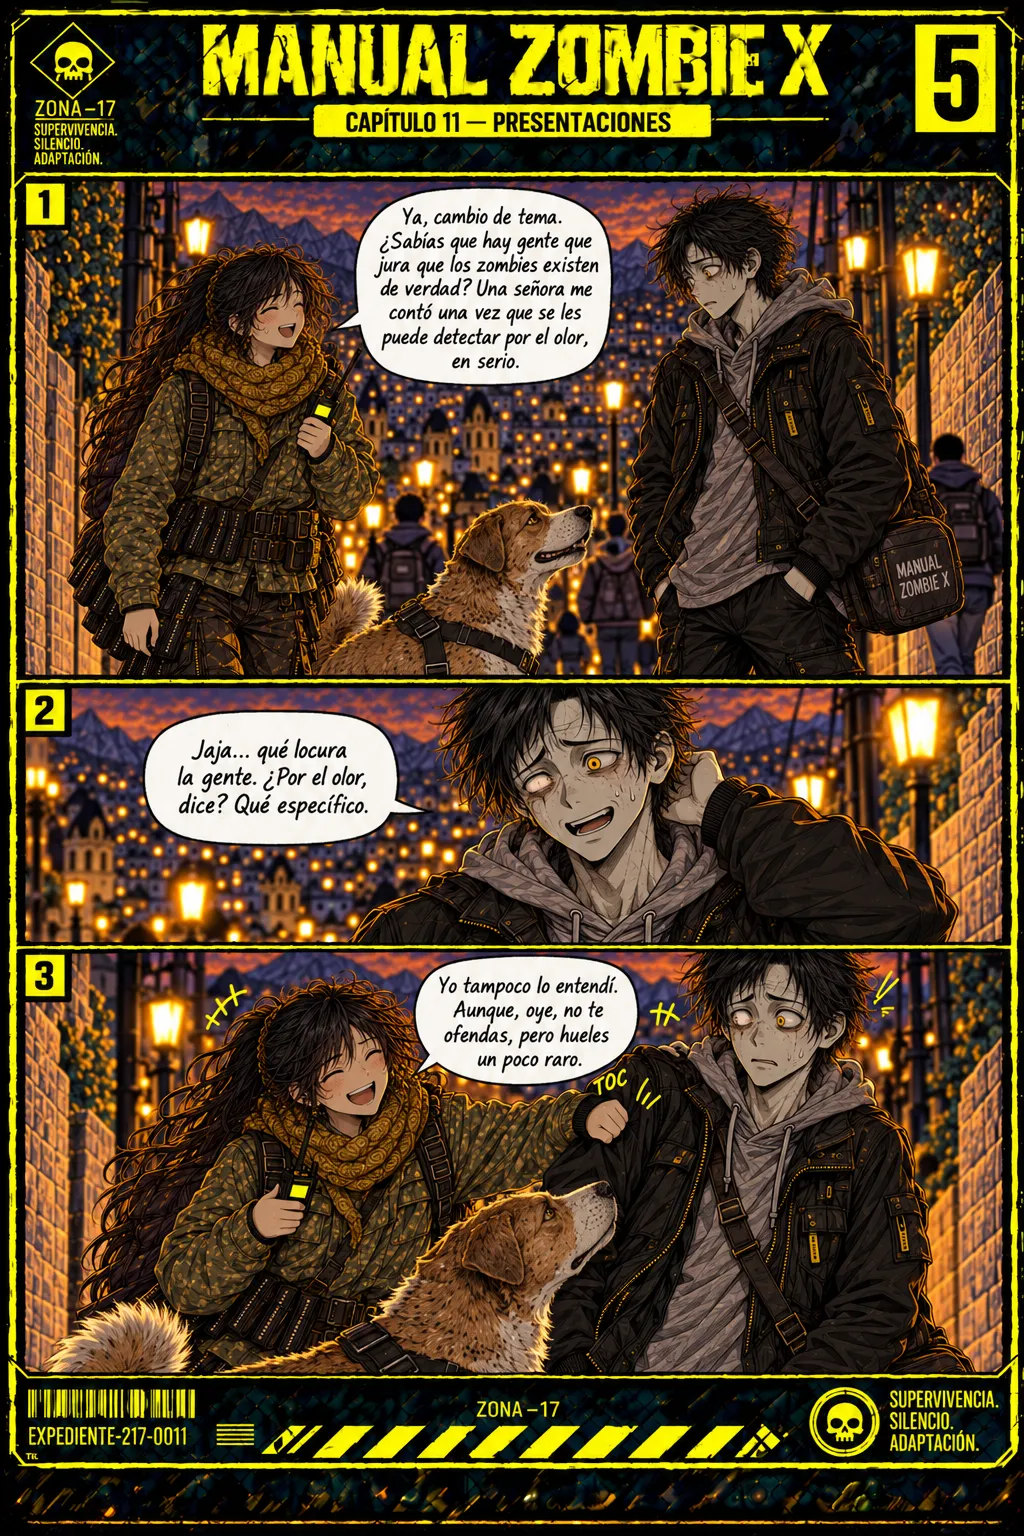 MANUAL ZOMBIE X
CAPÍTULO 11 — PRESENTACIONES
5
ZONA-17
SUPERVIVENCIA.
SILENCIO.
ADAPTACIÓN.
1
Ya, cambio de tema.
¿Sabías que hay gente que
jura que los zombies existen
de verdad? Una señora me
contó una vez que se les
puede detectar por el olor,
en serio.
MANUAL
ZOMBIE X
2
Jaja... qué locura
la gente. ¿Por el olor,
dice? Qué específico.
3
Yo tampoco lo entendí.
Aunque, oye, no te
ofendas, pero hueles
un poco raro.
TOC
EXPEDIENTE-217-0011
ZONA-17
SUPERVIVENCIA.
SILENCIO.
ADAPTACIÓN.